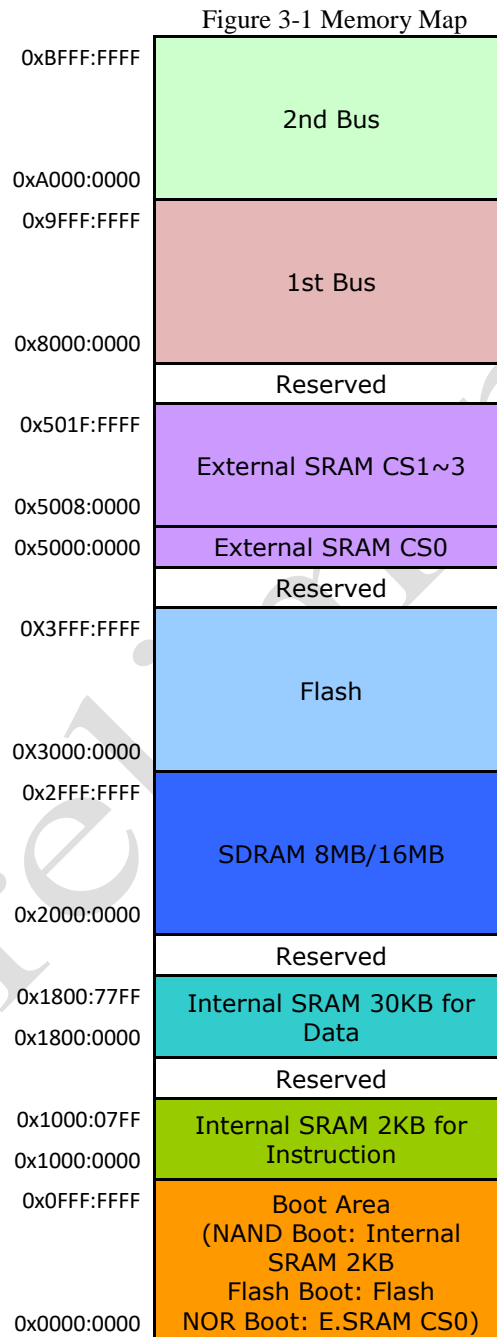 Figure 3-1 Memory Map
0xBFFF:FFFF
2nd Bus
0xA000:0000
0x9FFF:FFFF
1st Bus
0x8000:0000
Reserved
0x501F:FFFF
External SRAM CS1~3
0x5008:0000
0x5000:0000
External SRAM CS0
Reserved
0X3FFF:FFFF
Flash
0X3000:0000
0x2FFF:FFFF
SDRAM 8MB/16MB
0x2000:0000
Reserved
0x1800:77FF
Internal SRAM 30KB for
Data
0x1800:0000
Reserved
0x1000:07FF
Internal SRAM 2KB for
Instruction
0x1000:0000
0x0FFF:FFFF
Boot Area
(NAND Boot: Internal
SRAM 2KB
Flash Boot: Flash
NOR Boot: E.SRAM CS0)
0x0000:0000